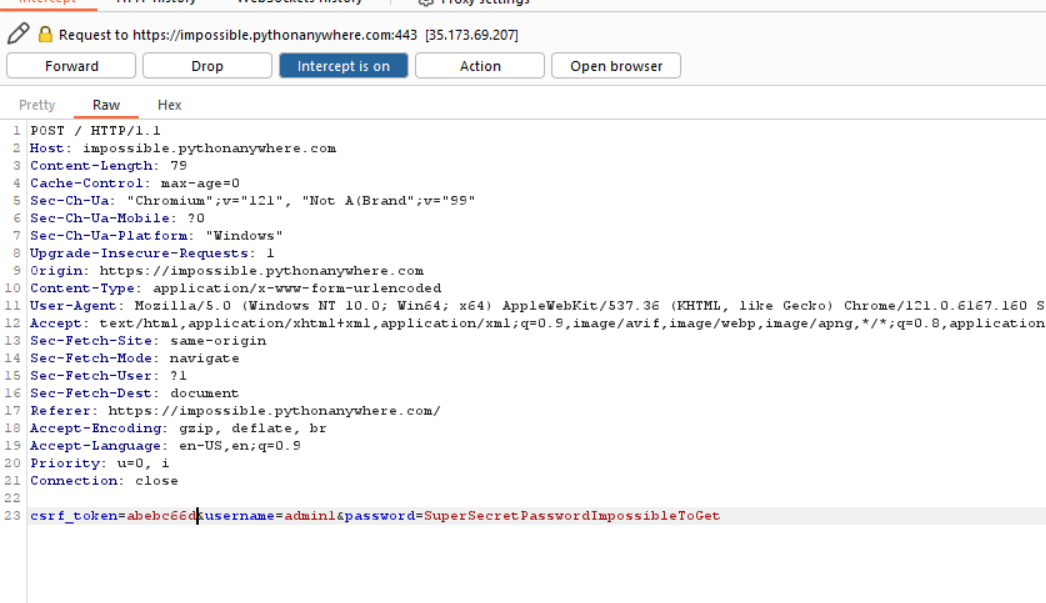 Intercept HTTP history WebSockets history Proxy settings
Request to https://impossible.pythonanywhere.com:443 [35.173.69.207]
Forward Drop Intercept is on Action Open browser
Pretty Raw Hex
1 POST / HTTP/1.1
2 Host: impossible.pythonanywhere.com
3 Content-Length: 79
4 Cache-Control: max-age=0
5 Sec-Ch-Ua: "Chromium";v="121", "Not A(Brand";v="99"
6 Sec-Ch-Ua-Mobile: ?0
7 Sec-Ch-Ua-Platform: "Windows"
8 Upgrade-Insecure-Requests: 1
9 Origin: https://impossible.pythonanywhere.com
10 Content-Type: application/x-www-form-urlencoded
11 User-Agent: Mozilla/5.0 (Windows NT 10.0; Win64; x64) AppleWebKit/537.36 (KHTML, like Gecko) Chrome/121.0.6167.160 S
12 Accept: text/html,application/xhtml+xml,application/xml;q=0.9,image/avif,image/webp,image/apng,*/*;q=0.8,application
13 Sec-Fetch-Site: same-origin
14 Sec-Fetch-Mode: navigate
15 Sec-Fetch-User: ?1
16 Sec-Fetch-Dest: document
17 Referer: https://impossible.pythonanywhere.com/
18 Accept-Encoding: gzip, deflate, br
19 Accept-Language: en-US,en;q=0.9
20 Priority: u=0, i
21 Connection: close
22
23 csrf_token=abebc66d&username=admin1&password=SuperSecretPasswordImpossibleToGet